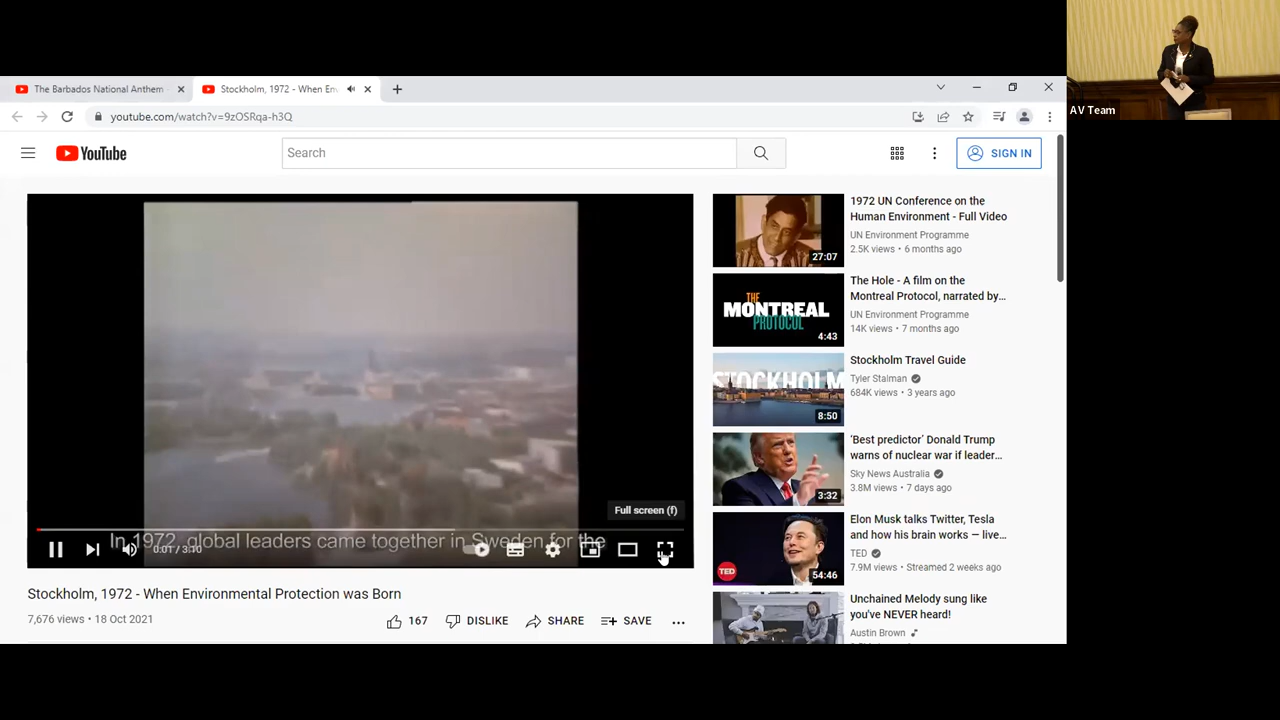 The Barbados National Anthem
Stockholm, 1972 - When En
youtube.com/watch?v=9zOSRqa-h3Q
YouTube
Search
SIGN IN
AV Team
Full screen (f)
In 1972, global leaders came together in Sweden for the
0:01 / 3:10
Stockholm, 1972 - When Environmental Protection was Born
7,676 views • 18 Oct 2021
167
DISLIKE
SHARE
SAVE
27:07
1972 UN Conference on the
Human Environment - Full Video
UN Environment Programme
2.5K views • 6 months ago
THE
MONTREAL
PROTOCOL
4:43
The Hole - A film on the
Montreal Protocol, narrated by...
UN Environment Programme
14K views • 7 months ago
STOCKHOLM
8:50
Stockholm Travel Guide
Tyler Stalman
684K views • 3 years ago
3:32
'Best predictor' Donald Trump
warns of nuclear war if leader...
Sky News Australia
3.8M views • 7 days ago
TED
54:46
Elon Musk talks Twitter, Tesla
and how his brain works — live...
TED
7.9M views • Streamed 2 weeks ago
Unchained Melody sung like
you've NEVER heard!
Austin Brown